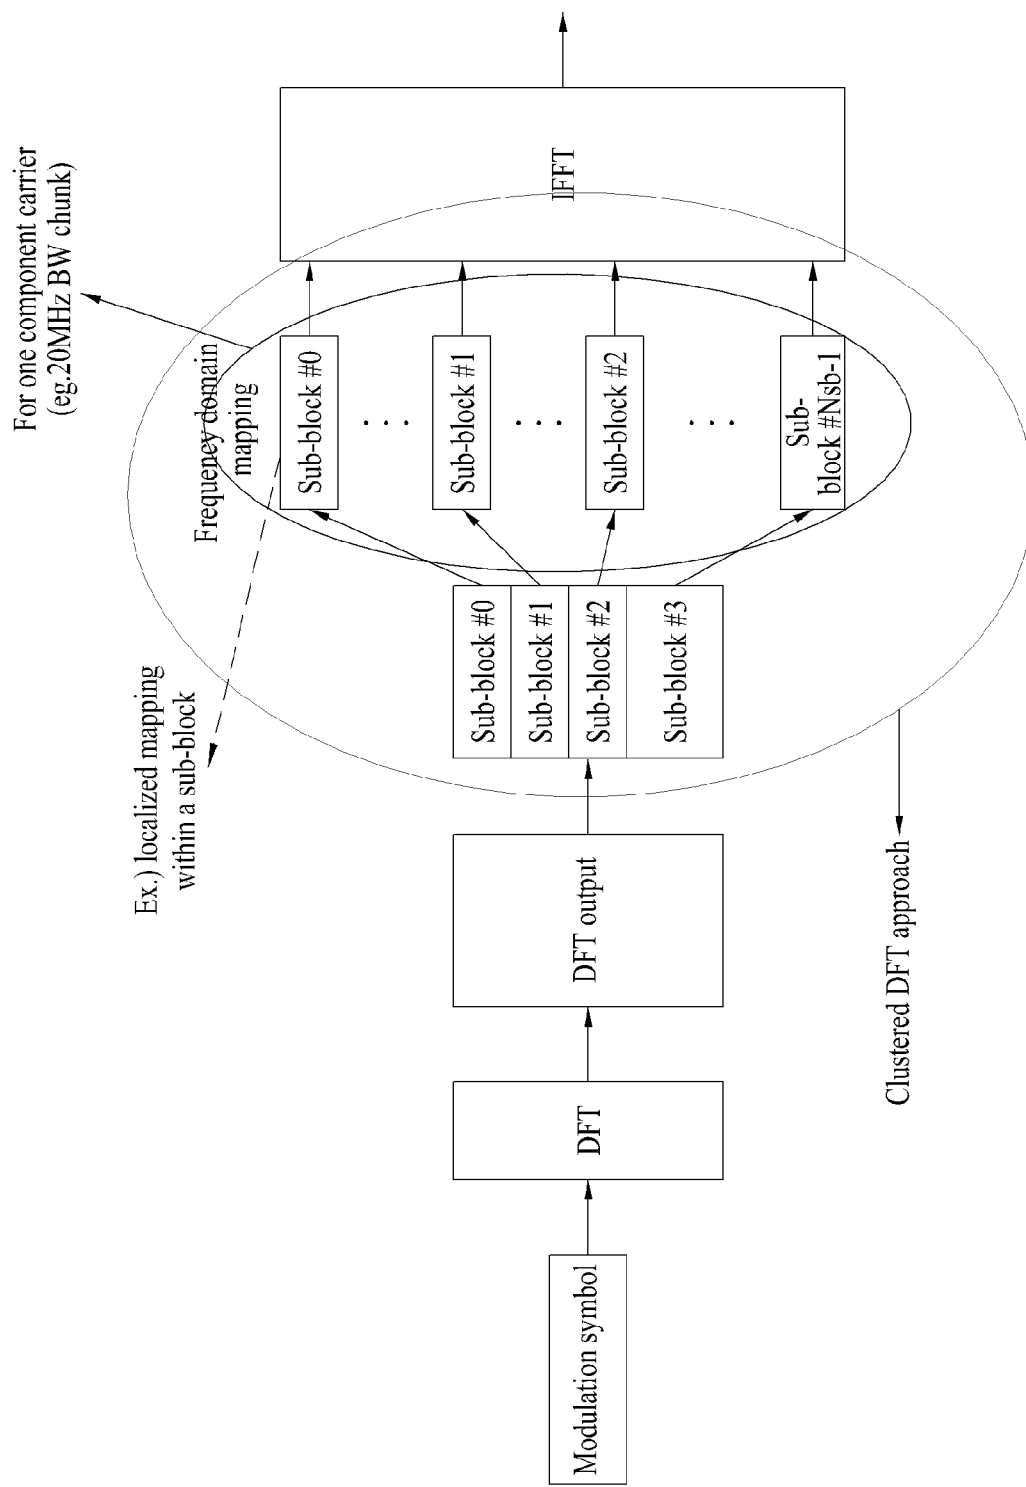 Modulation symbol
DFT
DFT output
Sub-block #0
Sub-block #1
Sub-block #2
Sub-block #3
Ex.) localized mapping
within a sub-block
Frequency domain
mapping
Sub-block #0
Sub-block #1
Sub-block #2
Sub-
block #Nsb-1
For one component carrier
(eg.20MHz BW chunk)
IFFT
Clustered DFT approach